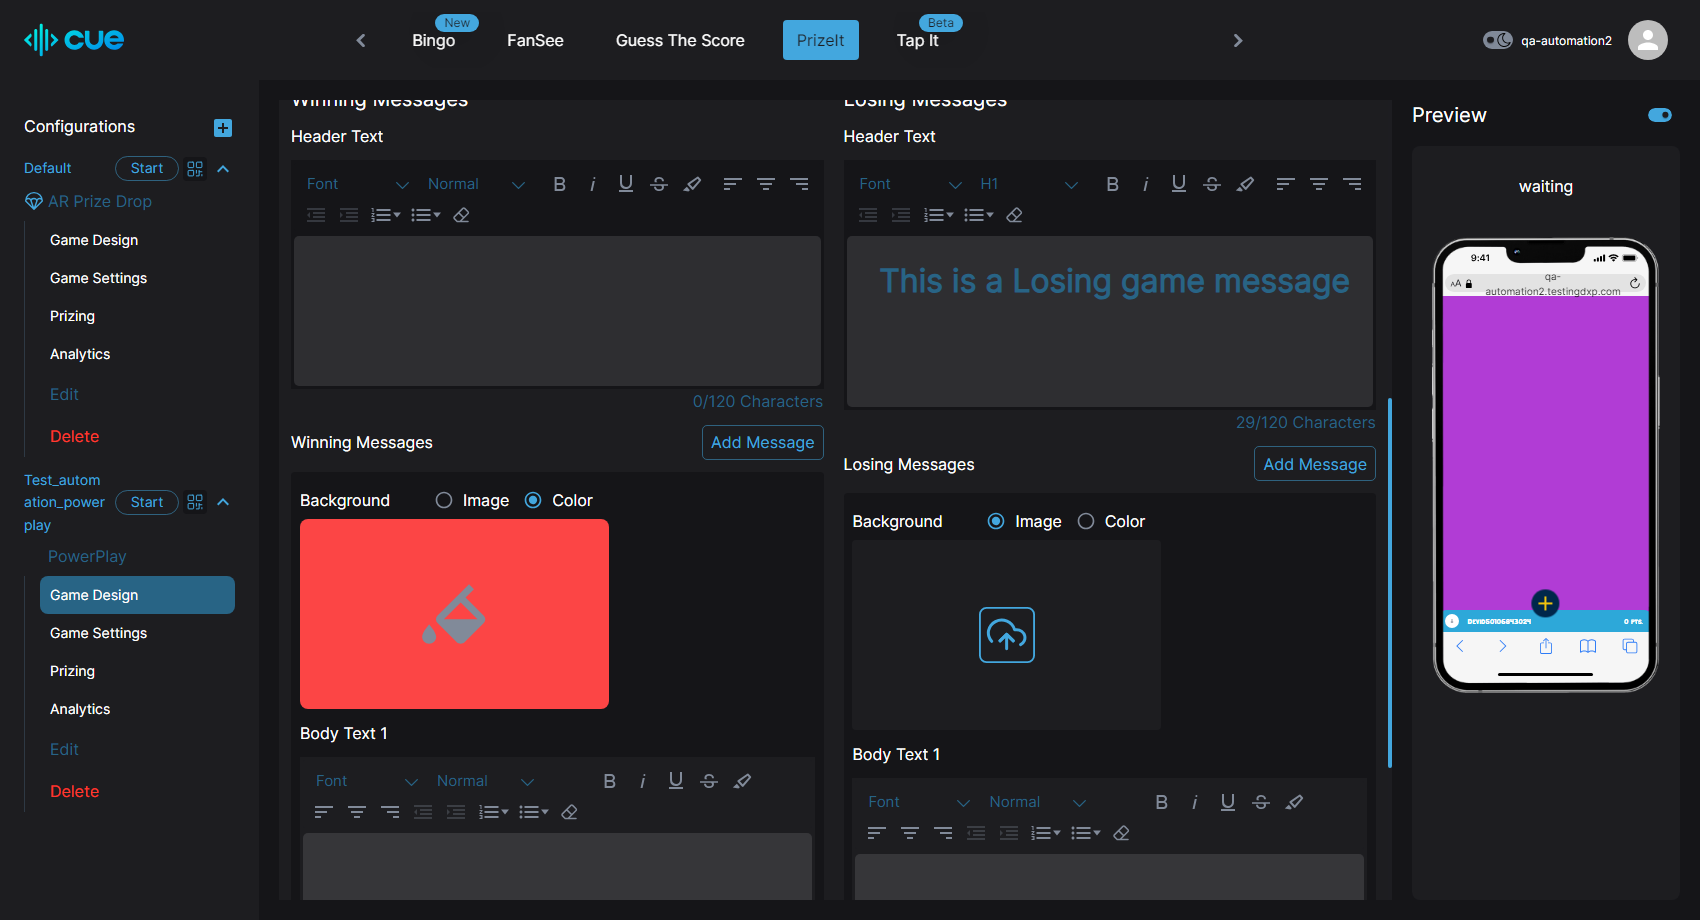 cue
New
Bingo
FanSee
Guess The Score
PrizeIt
Beta
Tap It
qa-automation2
Configurations
Default
Start
AR Prize Drop
Game Design
Game Settings
Prizing
Analytics
Edit
Delete
Test_autom
ation_power
play
Start
PowerPlay
Game Design
Game Settings
Prizing
Analytics
Edit
Delete
Winning Messages
Header Text
Font
Normal
B i U S
0/120 Characters
Winning Messages
Add Message
Background
Image
Color
Body Text 1
Font
Normal
B i U S
Losing Messages
Header Text
Font
H1
B i U S
This is a Losing game message
29/120 Characters
Losing Messages
Add Message
Background
Image
Color
Body Text 1
Font
Normal
B i U S
Preview
waiting
9:41
AA
qa-
automation2.testingdxp.com
0 PTS.